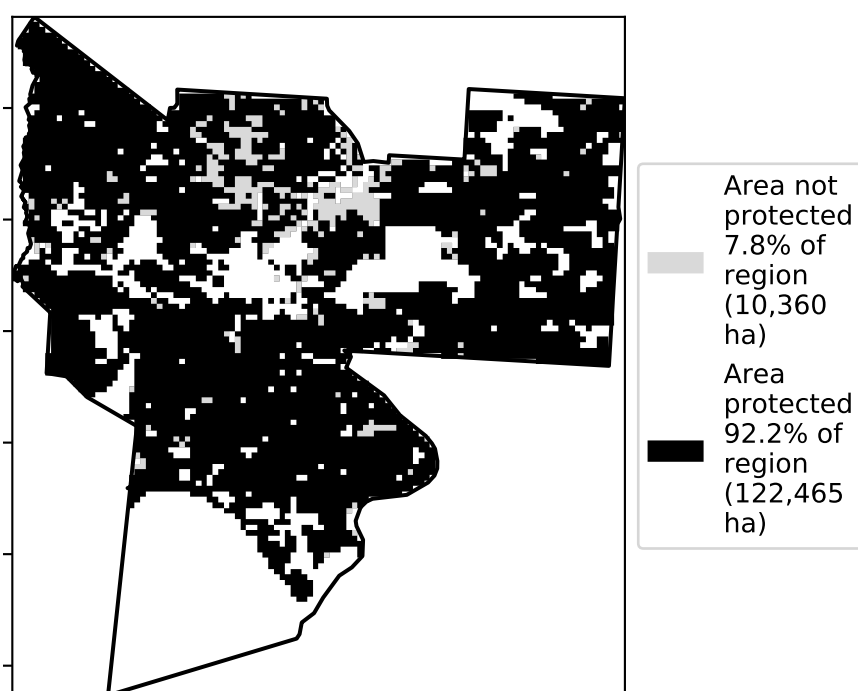 Area not
protected
7.8% of
region
(10,360
ha)
Area
protected
92.2% of
region
(122,465
ha)